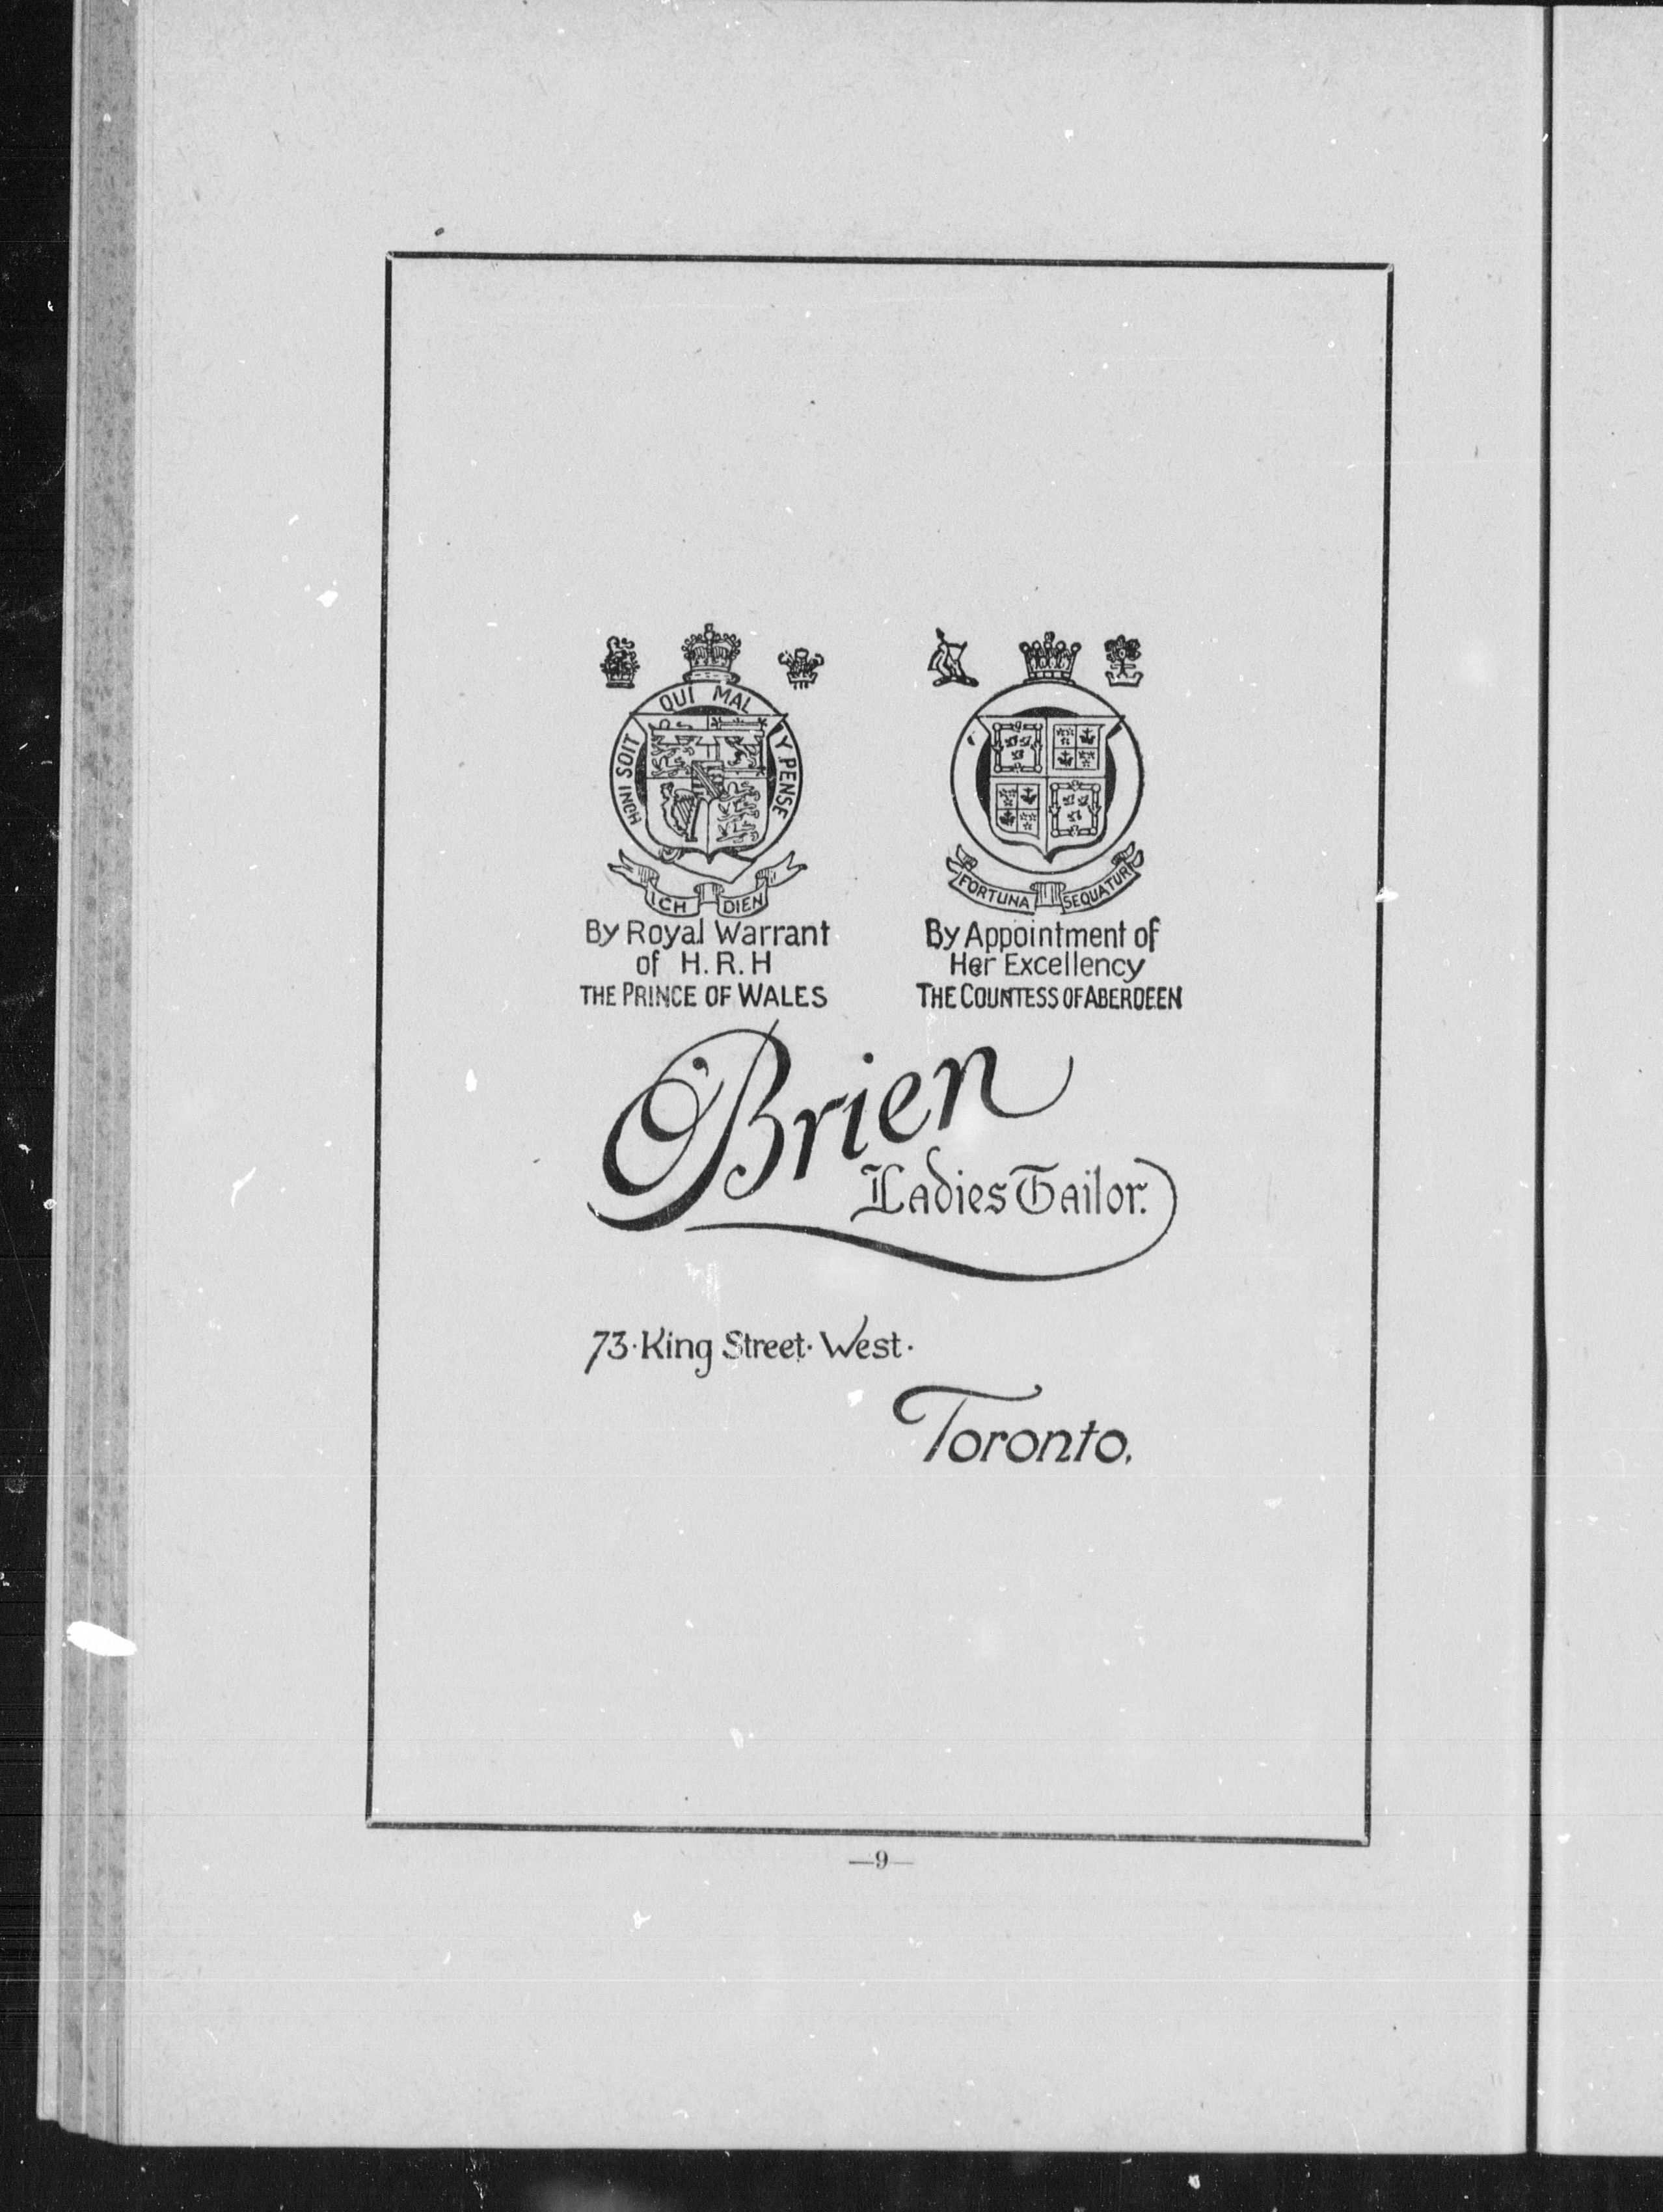 HONI SOIT QUI MAL Y PENSE
ICH DIEN
By Royal Warrant
of H.R.H
THE PRINCE OF WALES
FORTUNA SEQUATUR
By Appointment of
Her Excellency
THE COUNTESS OF ABERDEEN
O'Brien
Ladies Tailor.
73·King Street·West·
Toronto.
—9—